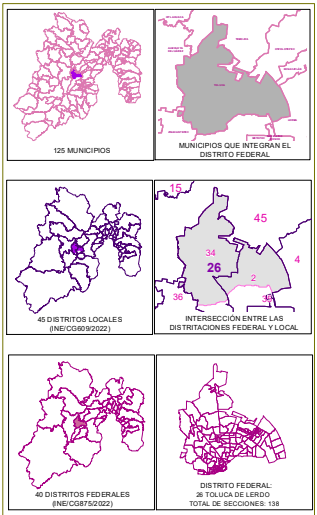 125 MUNICIPIOS
MUNICIPIOS QUE INTEGRAN EL
DISTRITO FEDERAL
15
45
34
26
4
2
36
45 DISTRITOS LOCALES
(INE/CG609/2022)
INTERSECCIÓN ENTRE LAS
DISTRITACIONES FEDERAL Y LOCAL
40 DISTRITOS FEDERALES
(INE/CG875/2022)
DISTRITO FEDERAL:
26 TOLUCA DE LERDO
TOTAL DE SECCIONES: 138